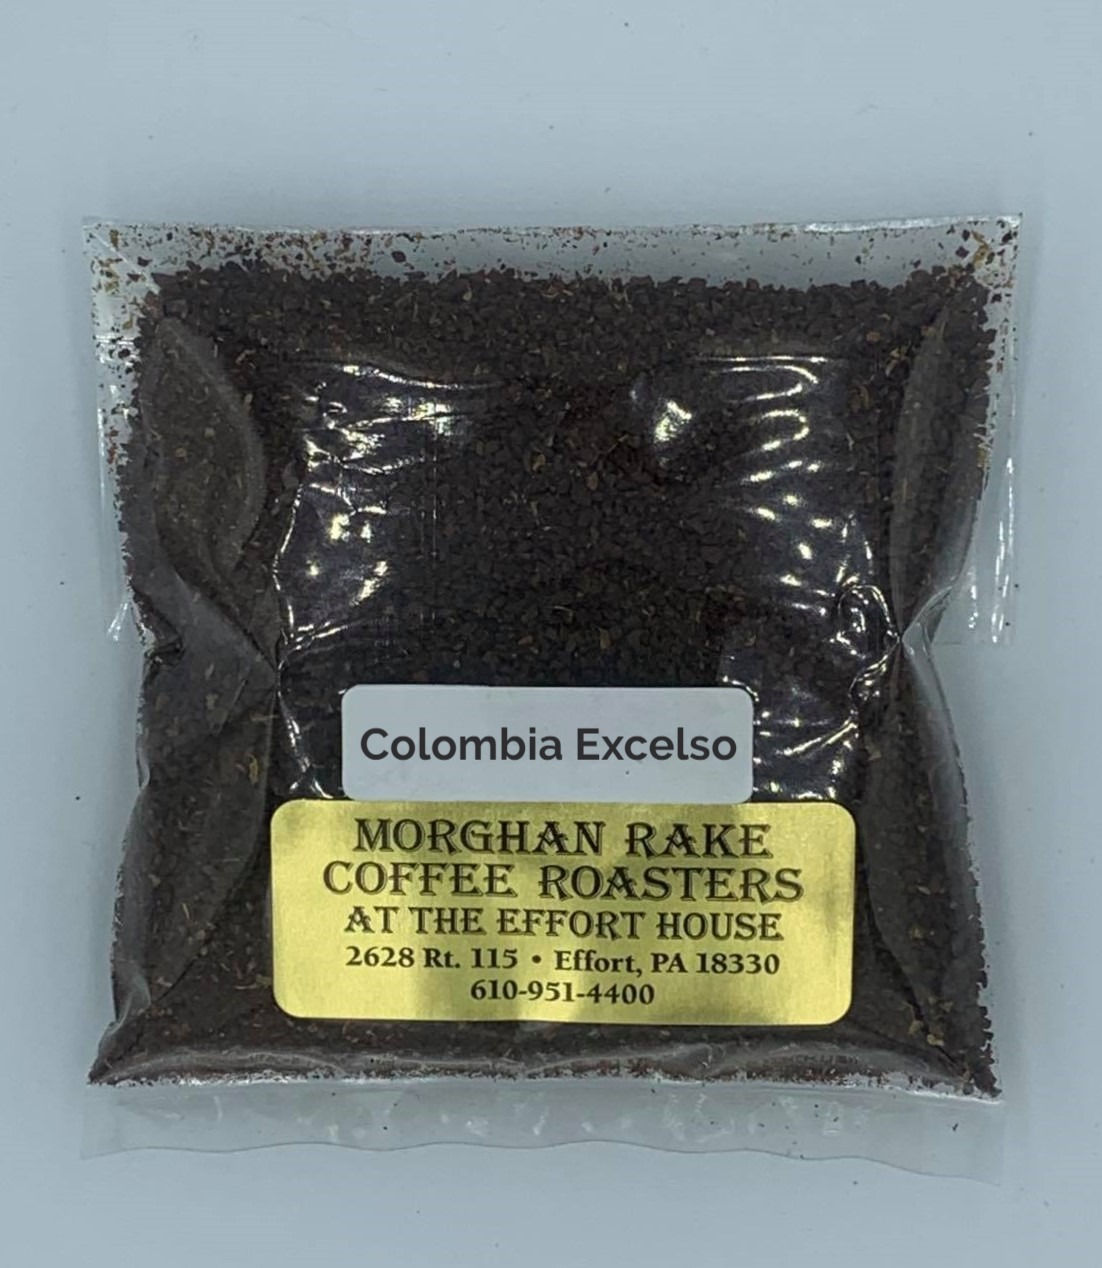 Colombia Excelso
MORGHAN RAKE
COFFEE ROASTERS
AT THE EFFORT HOUSE
2628 Rt. 115 • Effort, PA 18330
610-951-4400